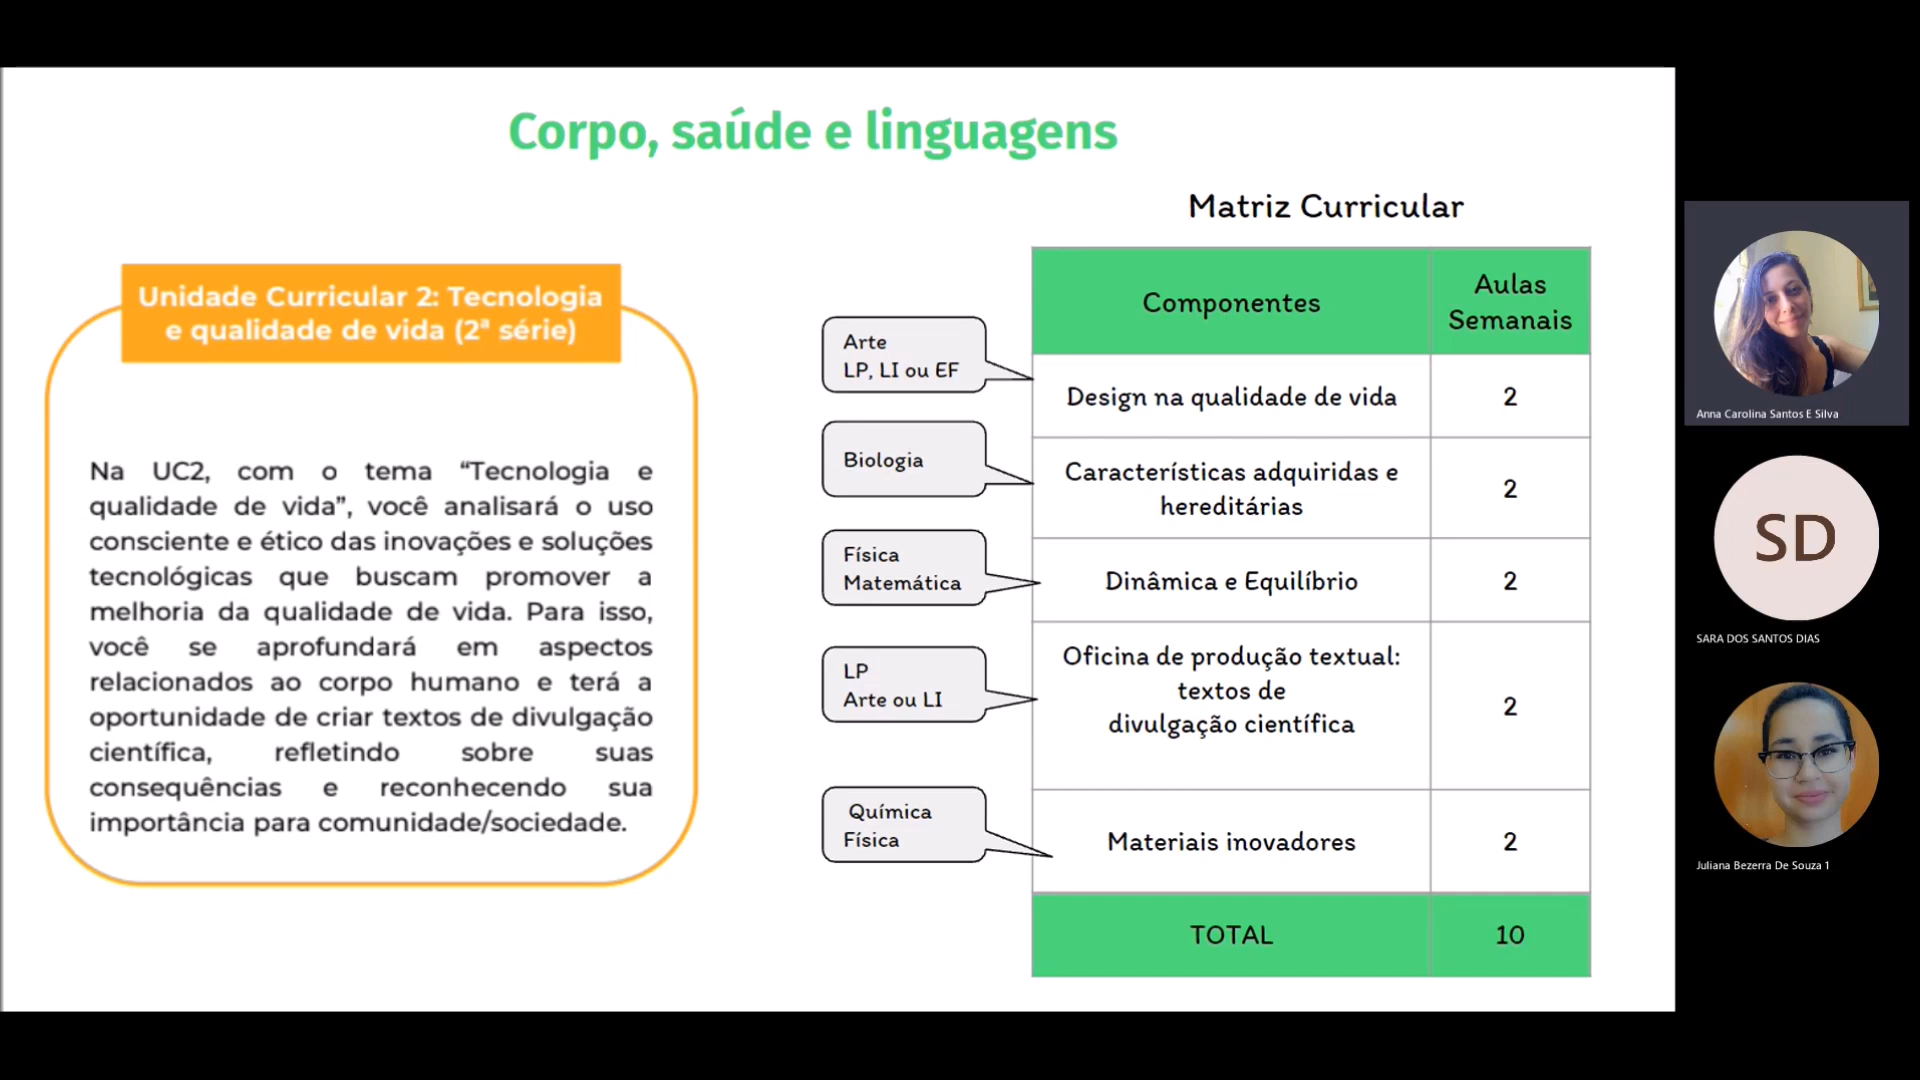 Corpo, saúde e linguagens
Unidade Curricular 2: Tecnologia
e qualidade de vida (2ª série)
Na UC2, com o tema “Tecnologia e
qualidade de vida”, você analisará o uso
consciente e ético das inovações e soluções
tecnológicas que buscam promover a
melhoria da qualidade de vida. Para isso,
você se aprofundará em aspectos
relacionados ao corpo humano e terá a
oportunidade de criar textos de divulgação
científica, refletindo sobre suas
consequências e reconhecendo sua
importância para comunidade/sociedade.
Matriz Curricular
Componentes
Aulas
Semanais
Arte
LP, LI ou EF
Design na qualidade de vida
2
Biologia
Características adquiridas e
hereditárias
2
Física
Matemática
Dinâmica e Equilíbrio
2
LP
Arte ou LI
Oficina de produção textual:
textos de
divulgação científica
2
Química
Física
Materiais inovadores
2
TOTAL
10
Anna Carolina Santos E Silva
SD
SARA DOS SANTOS DIAS
Juliana Bezerra De Souza 1